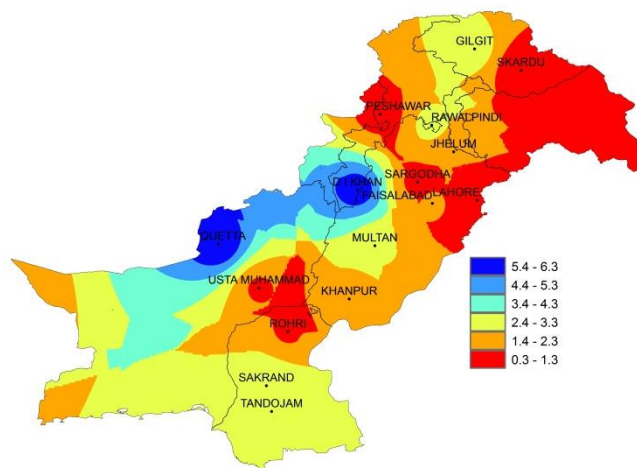 GILGIT
SKARDU
PESHAWAR
RAWALPINDI
JHELUM
SARGODHA
D.I KHAN
FAISALABAD
LAHORE
QUETTA
MULTAN
USTA MUHAMMAD
KHANPUR
ROHRI
SAKRAND
TANDOJAM
5.4 - 6.3
4.4 - 5.3
3.4 - 4.3
2.4 - 3.3
1.4 - 2.3
0.3 - 1.3